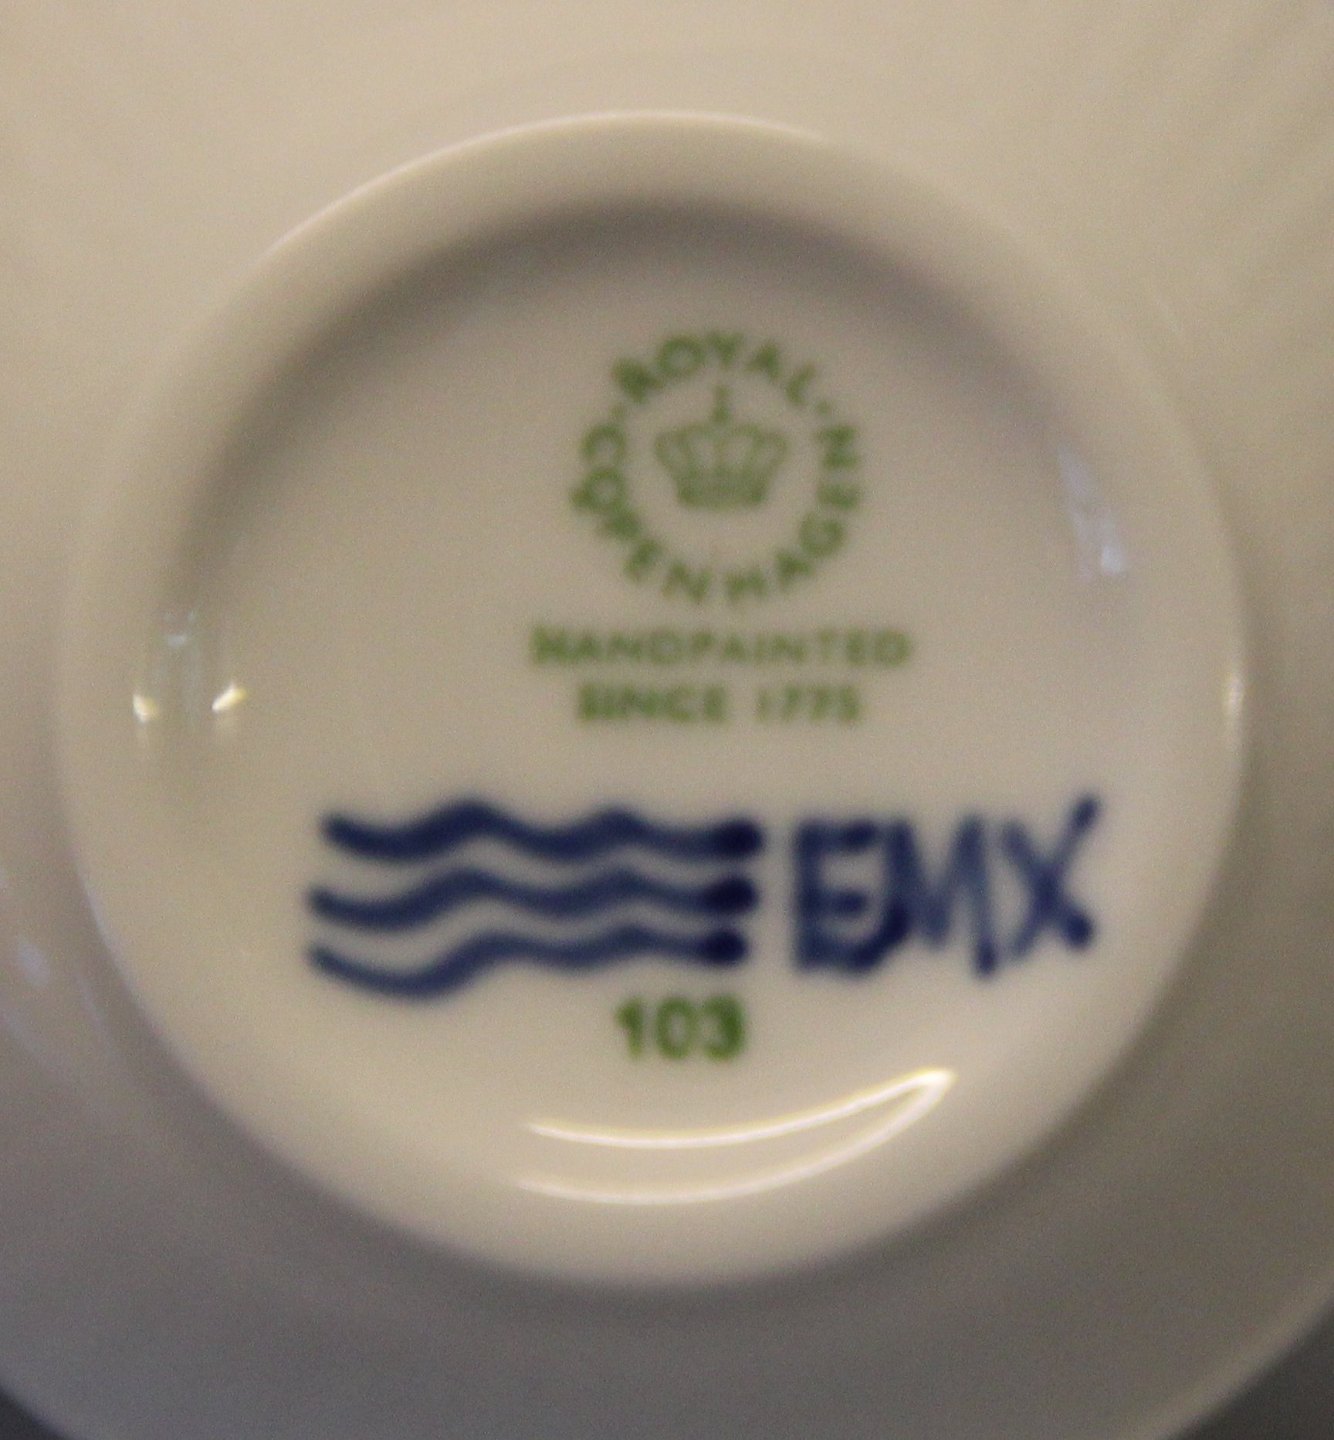 ROYAL · COPENHAGEN ·
HANDPAINTED
SINCE 1775
EMX
103